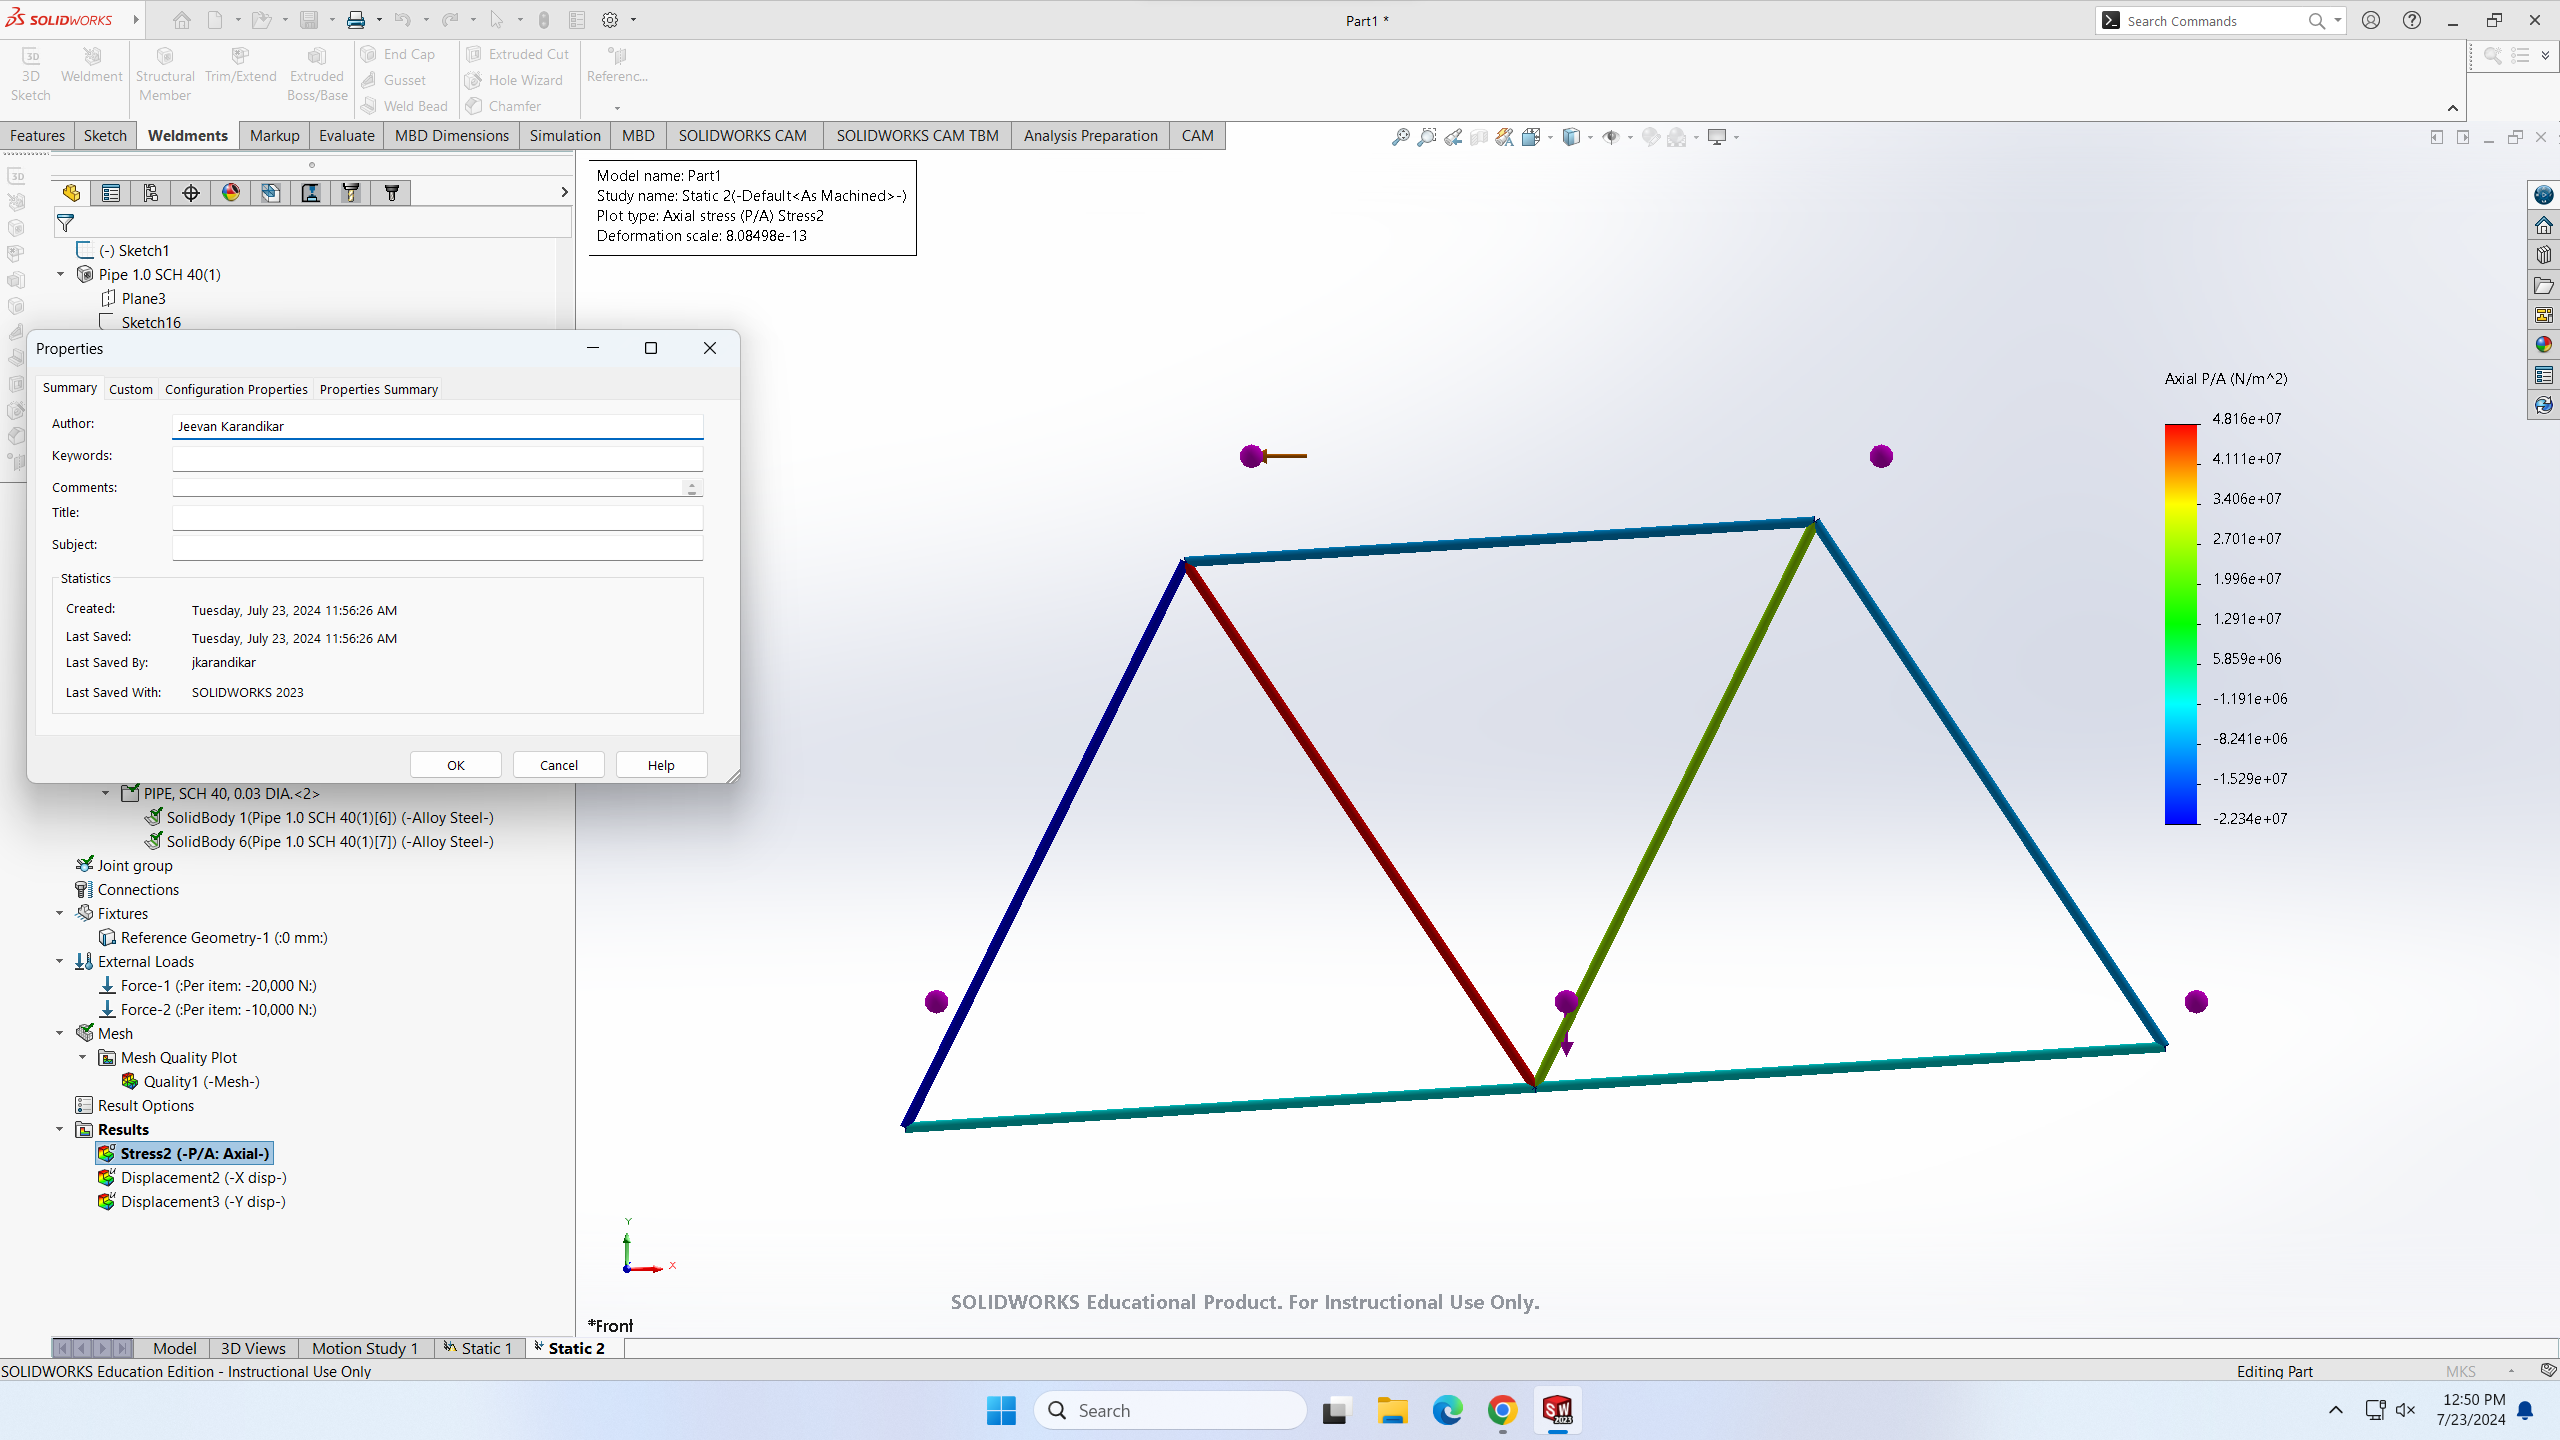 SOLIDWORKS
Part1 *
Search Commands
3D Sketch
Weldment
Structural Member
Trim/Extend
Extruded Boss/Base
End Cap
Gusset
Weld Bead
Extruded Cut
Hole Wizard
Chamfer
Referenc...
Features
Sketch
Weldments
Markup
Evaluate
MBD Dimensions
Simulation
MBD
SOLIDWORKS CAM
SOLIDWORKS CAM TBM
Analysis Preparation
CAM
Model name: Part1
Study name: Static 2(-Default<As Machined>-)
Plot type: Axial stress (P/A) Stress2
Deformation scale: 8.08498e-13
(-) Sketch1
Pipe 1.0 SCH 40(1)
Plane3
Sketch16
Properties
Summary
Custom
Configuration Properties
Properties Summary
Author:
Jeevan Karandikar
Keywords:
Comments:
Title:
Subject:
Statistics
Created:
Tuesday, July 23, 2024 11:56:26 AM
Last Saved:
Tuesday, July 23, 2024 11:56:26 AM
Last Saved By:
jkarandikar
Last Saved With:
SOLIDWORKS 2023
OK
Cancel
Help
PIPE, SCH 40, 0.03 DIA.<2>
SolidBody 1(Pipe 1.0 SCH 40(1)[6]) (-Alloy Steel-)
SolidBody 6(Pipe 1.0 SCH 40(1)[7]) (-Alloy Steel-)
Joint group
Connections
Fixtures
Reference Geometry-1 (:0 mm:)
External Loads
Force-1 (:Per item: -20,000 N:)
Force-2 (:Per item: -10,000 N:)
Mesh
Mesh Quality Plot
Quality1 (-Mesh-)
Result Options
Results
Stress2 (-P/A: Axial-)
Displacement2 (-X disp-)
Displacement3 (-Y disp-)
Axial P/A (N/m^2)
4.816e+07
4.111e+07
3.406e+07
2.701e+07
1.996e+07
1.291e+07
5.859e+06
-1.191e+06
-8.241e+06
-1.529e+07
-2.234e+07
Y
X
SOLIDWORKS Educational Product. For Instructional Use Only.
*Front
Model
3D Views
Motion Study 1
Static 1
Static 2
SOLIDWORKS Education Edition - Instructional Use Only
Editing Part
MKS
Search
12:50 PM
7/23/2024